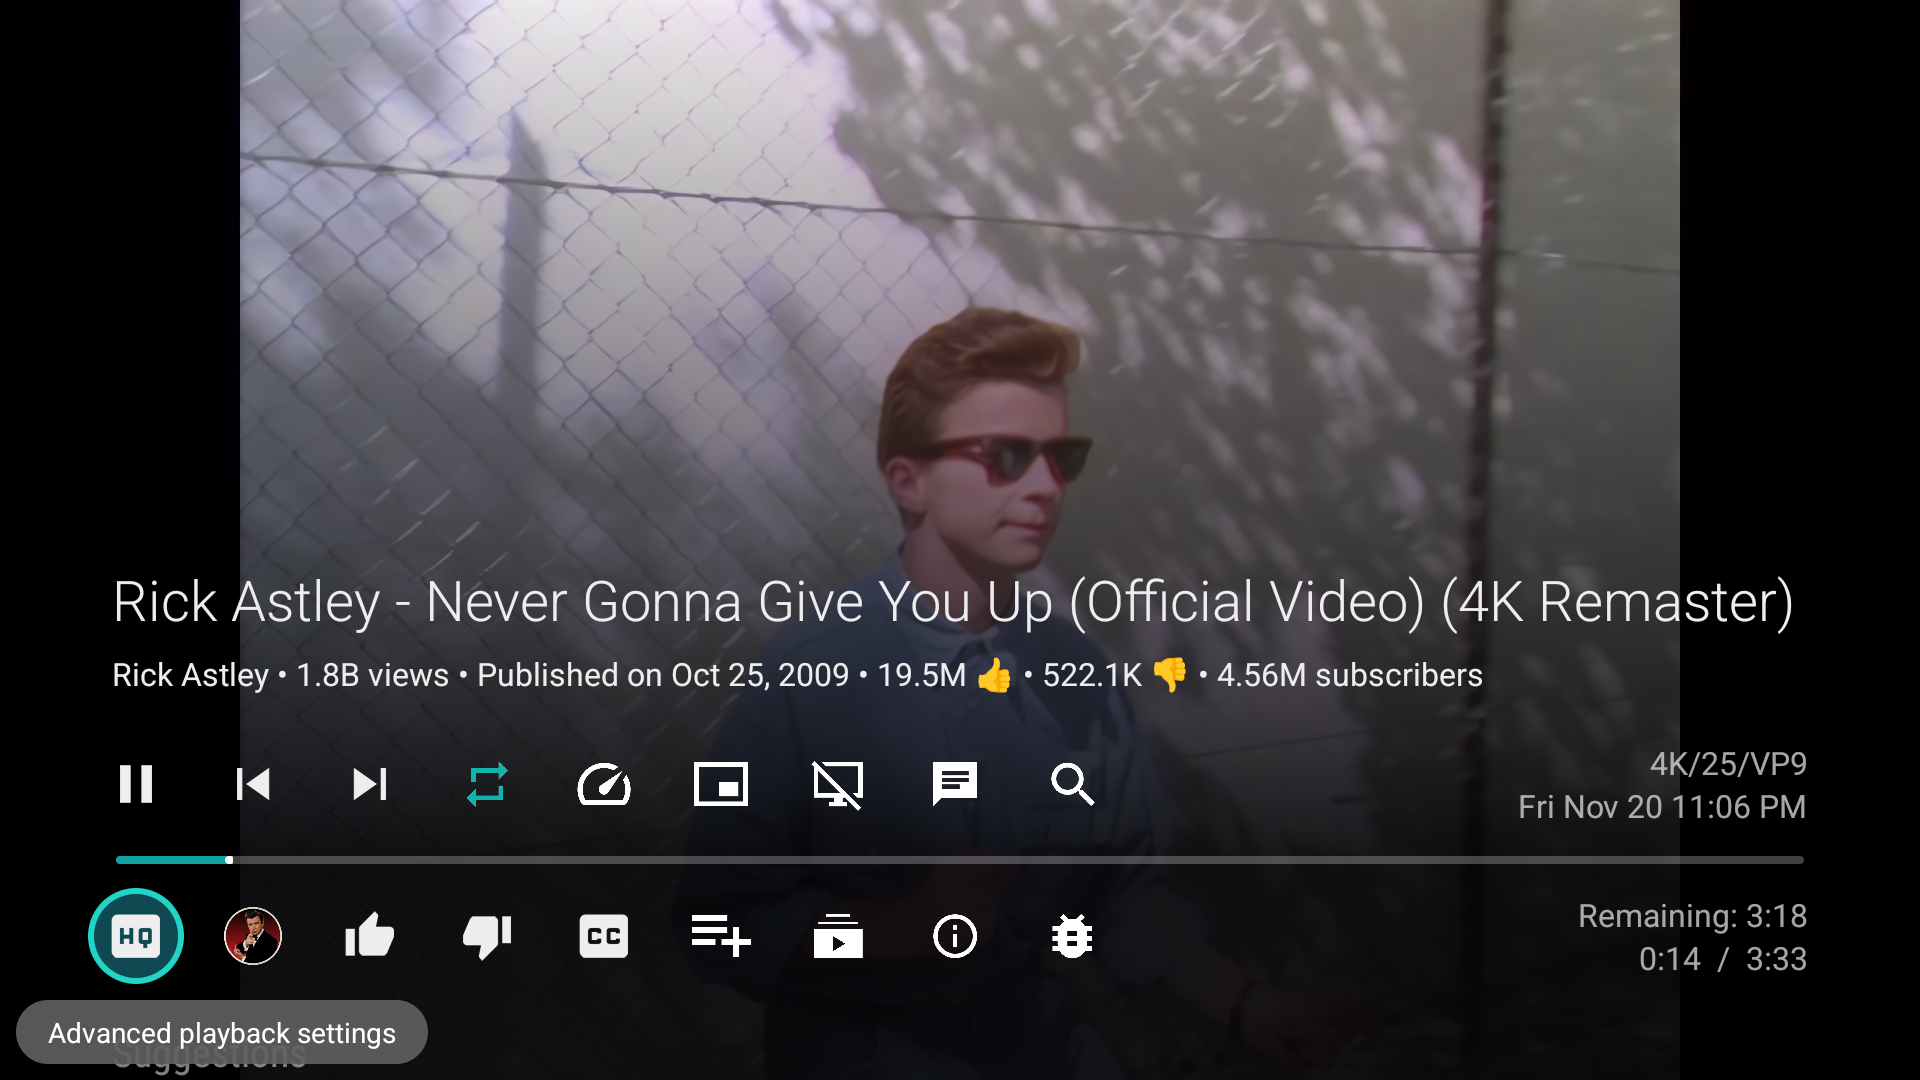 Rick Astley - Never Gonna Give You Up (Official Video) (4K Remaster)
Rick Astley • 1.8B views • Published on Oct 25, 2009 • 19.5M 👍 • 522.1K 👎 • 4.56M subscribers
4K/25/VP9
Fri Nov 20 11:06 PM
HQ
CC
Remaining: 3:18
0:14 / 3:33
Advanced playback settings
Suggestions